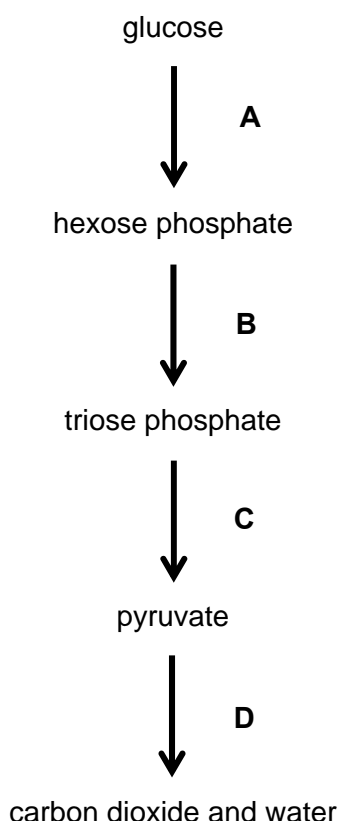 glucose
A
hexose phosphate
B
triose phosphate
C
pyruvate
D
carbon dioxide and water